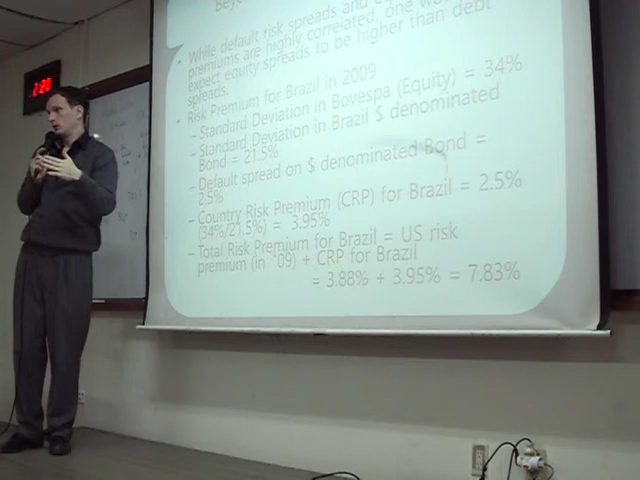 2:20
While default risk spreads and
premiums are highly correlated, one
expect equity spreads to be higher than debt
spreads.
Risk Premium for Brazil in 2009
– Standard Deviation in Bovespa (Equity) = 34%
– Standard Deviation in Brazil $ denominated
Bond = 21.5%
– Default spread on $ denominated Bond =
2.5%
– Country Risk Premium (CRP) for Brazil = 2.5%
(34%/21.5%) = 3.95%
– Total Risk Premium for Brazil = US risk
premium (in '09) + CRP for Brazil
= 3.88% + 3.95% = 7.83%